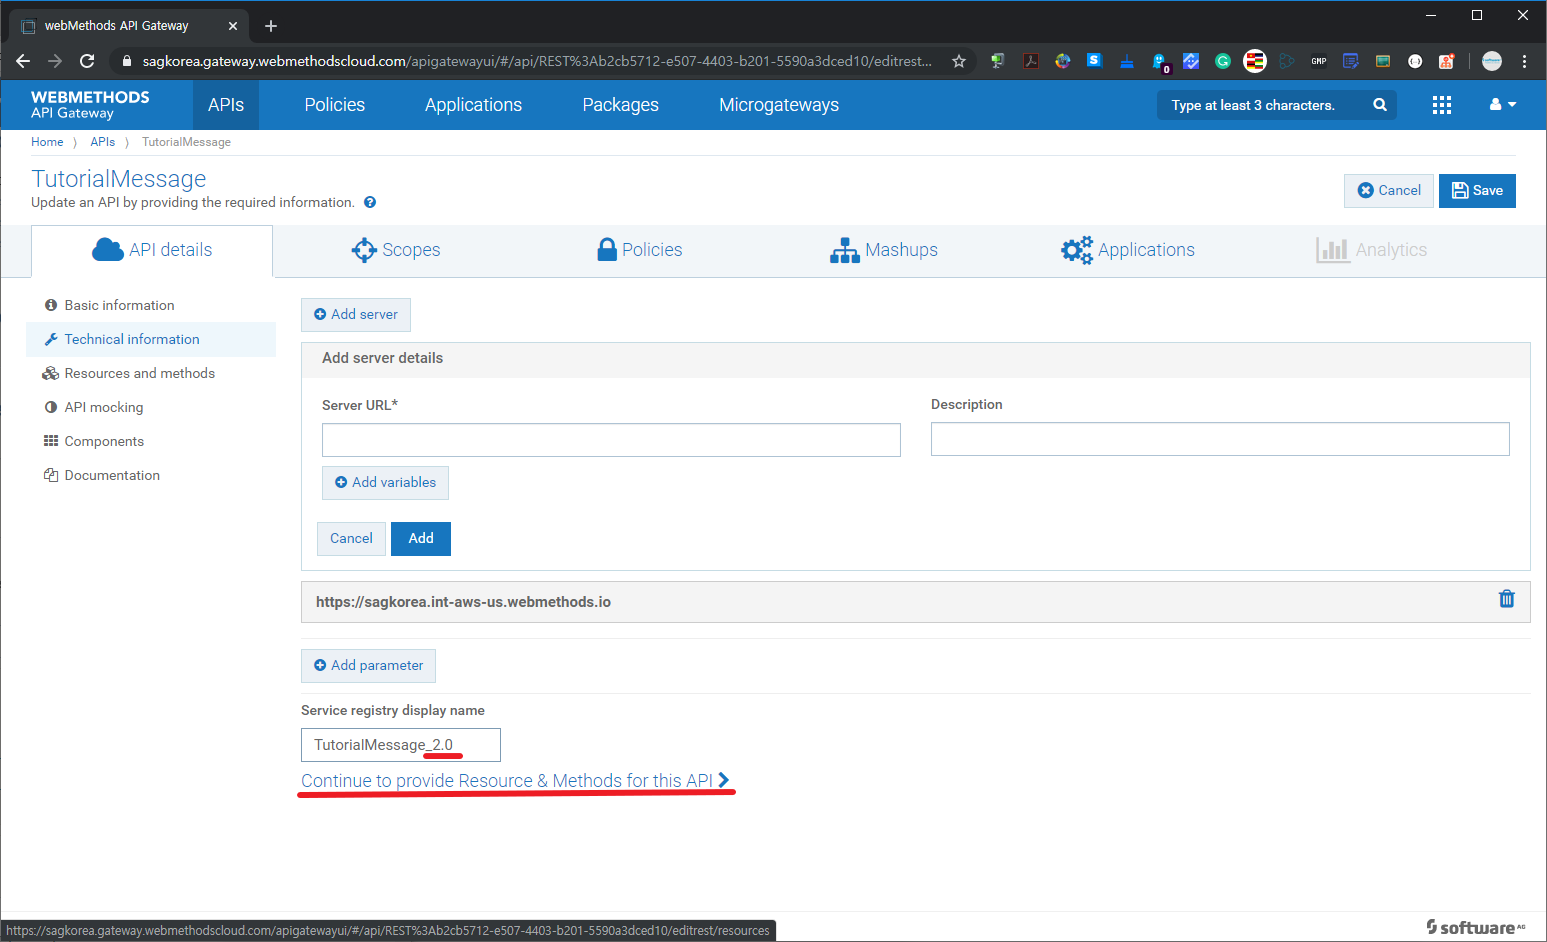 webMethods API Gateway
sagkorea.gateway.webmethodscloud.com/apigatewayui/#/api/REST%3Ab2cb5712-e507-4403-b201-5590a3dced10/editrest...
S
0
G
GMP
WEBMETHODS
API Gateway
APIs
Policies
Applications
Packages
Microgateways
Type at least 3 characters.
Home
APIs
TutorialMessage
TutorialMessage
Update an API by providing the required information.
Cancel
Save
API details
Scopes
Policies
Mashups
Applications
Analytics
Basic information
Technical information
Resources and methods
API mocking
Components
Documentation
Add server
Add server details
Server URL*
Description
Add variables
Cancel
Add
https://sagkorea.int-aws-us.webmethods.io
Add parameter
Service registry display name
TutorialMessage_2.0
Continue to provide Resource & Methods for this API
https://sagkorea.gateway.webmethodscloud.com/apigatewayui/#/api/REST%3Ab2cb5712-e507-4403-b201-5590a3dced10/editrest/resources
software AG